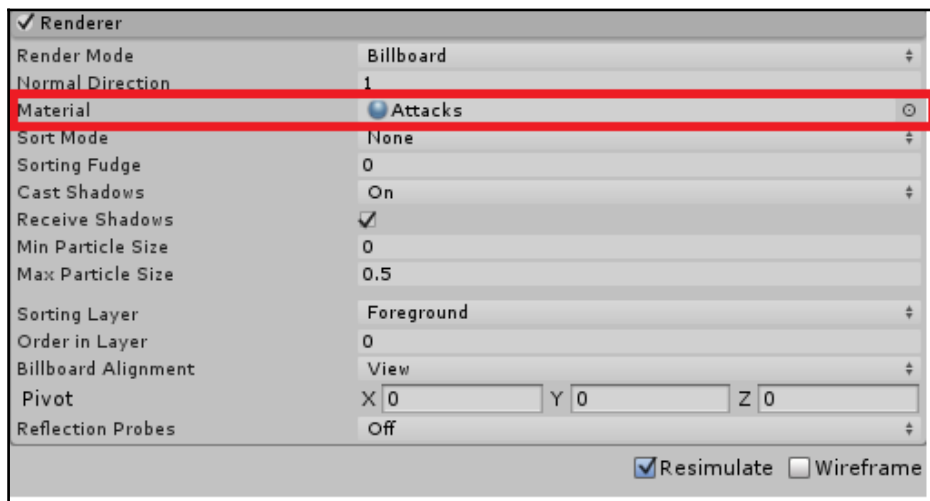 Renderer
Render Mode Billboard
Normal Direction 1
Material Attacks
Sort Mode None
Sorting Fudge 0
Cast Shadows On
Receive Shadows
Min Particle Size 0
Max Particle Size 0.5
Sorting Layer Foreground
Order in Layer 0
Billboard Alignment View
Pivot X 0 Y 0 Z 0
Reflection Probes Off
Resimulate Wireframe